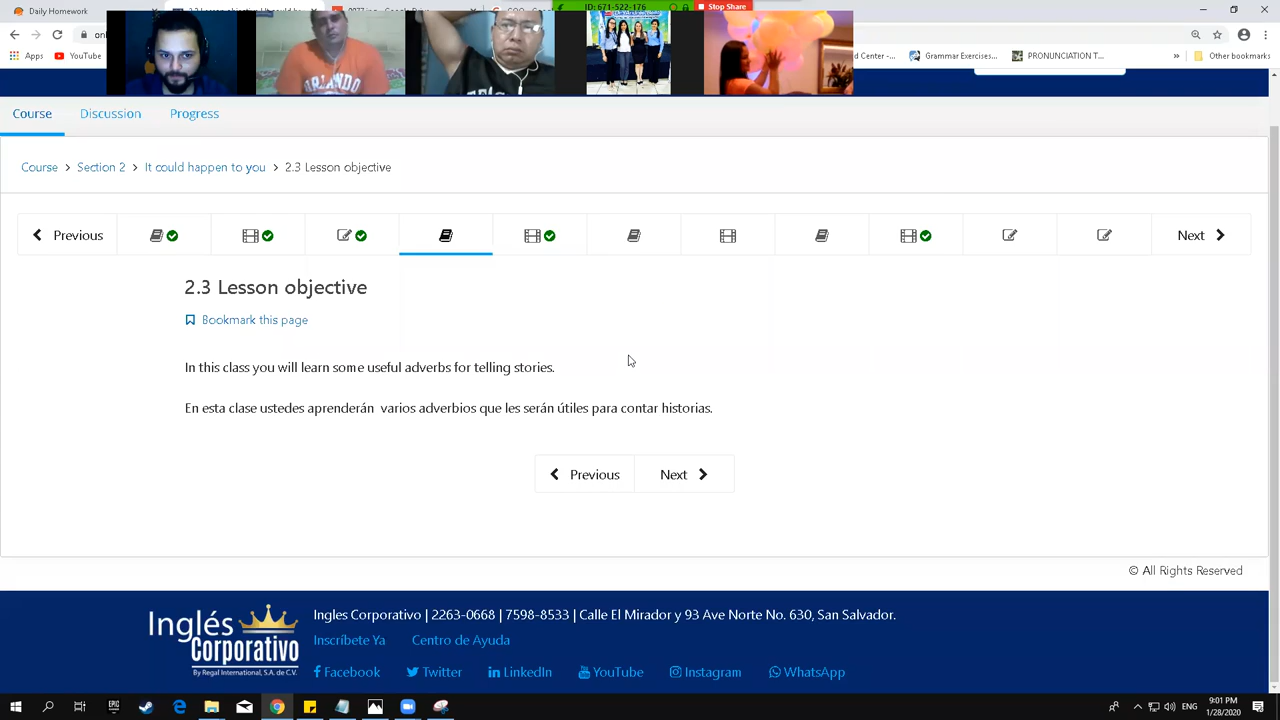 Daily Homework
ID: 671-522-176
Stop Share
Apps
YouTube
d Center -...
Grammar Exercises...
PRONUNCIATION T...
»
Other bookmarks
ORLANDO
Course
Discussion
Progress
Course > Section 2 > It could happen to you > 2.3 Lesson objective
Previous
Next
2.3 Lesson objective
Bookmark this page
In this class you will learn some useful adverbs for telling stories.
En esta clase ustedes aprenderán varios adverbios que les serán útiles para contar historias.
Previous
Next
© All Rights Reserved
Inglés
Corporativo
By Regal International, S.A. de C.V.
Ingles Corporativo | 2263-0668 | 7598-8533 | Calle El Mirador y 93 Ave Norte No. 630, San Salvador.
Inscríbete Ya
Centro de Ayuda
Facebook
Twitter
LinkedIn
YouTube
Instagram
WhatsApp
ENG
9:01 PM
1/28/2020